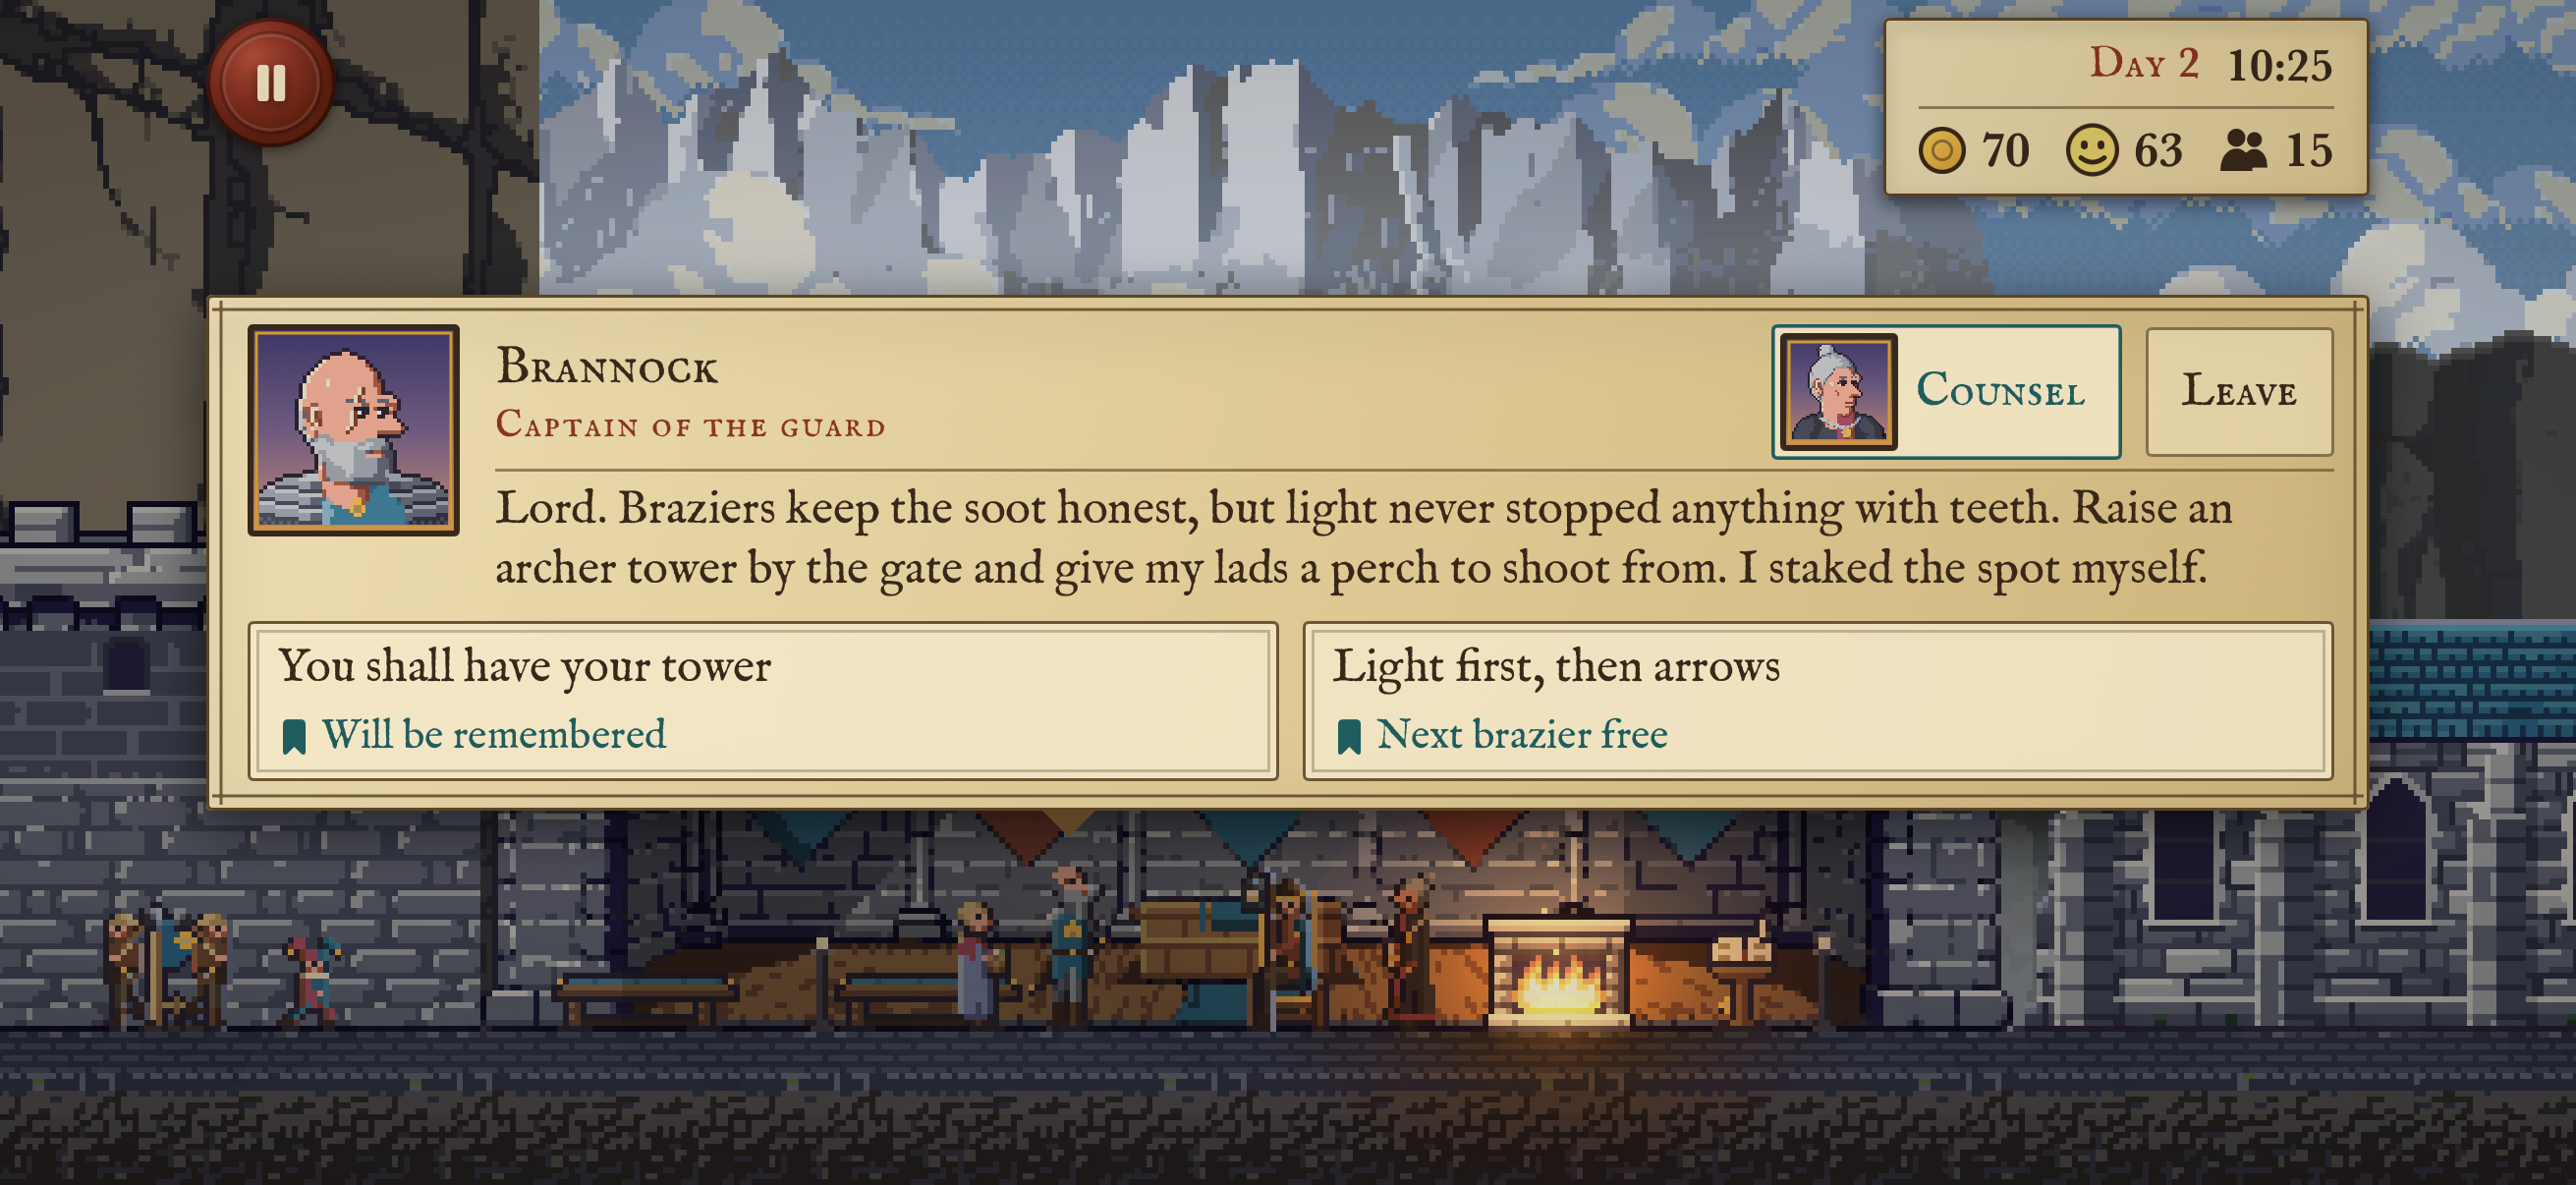 Day 2 10:25
70 63 15
Brannock
Captain of the guard
Counsel
Leave
Lord. Braziers keep the soot honest, but light never stopped anything with teeth. Raise an
archer tower by the gate and give my lads a perch to shoot from. I staked the spot myself.
You shall have your tower
Will be remembered
Light first, then arrows
Next brazier free